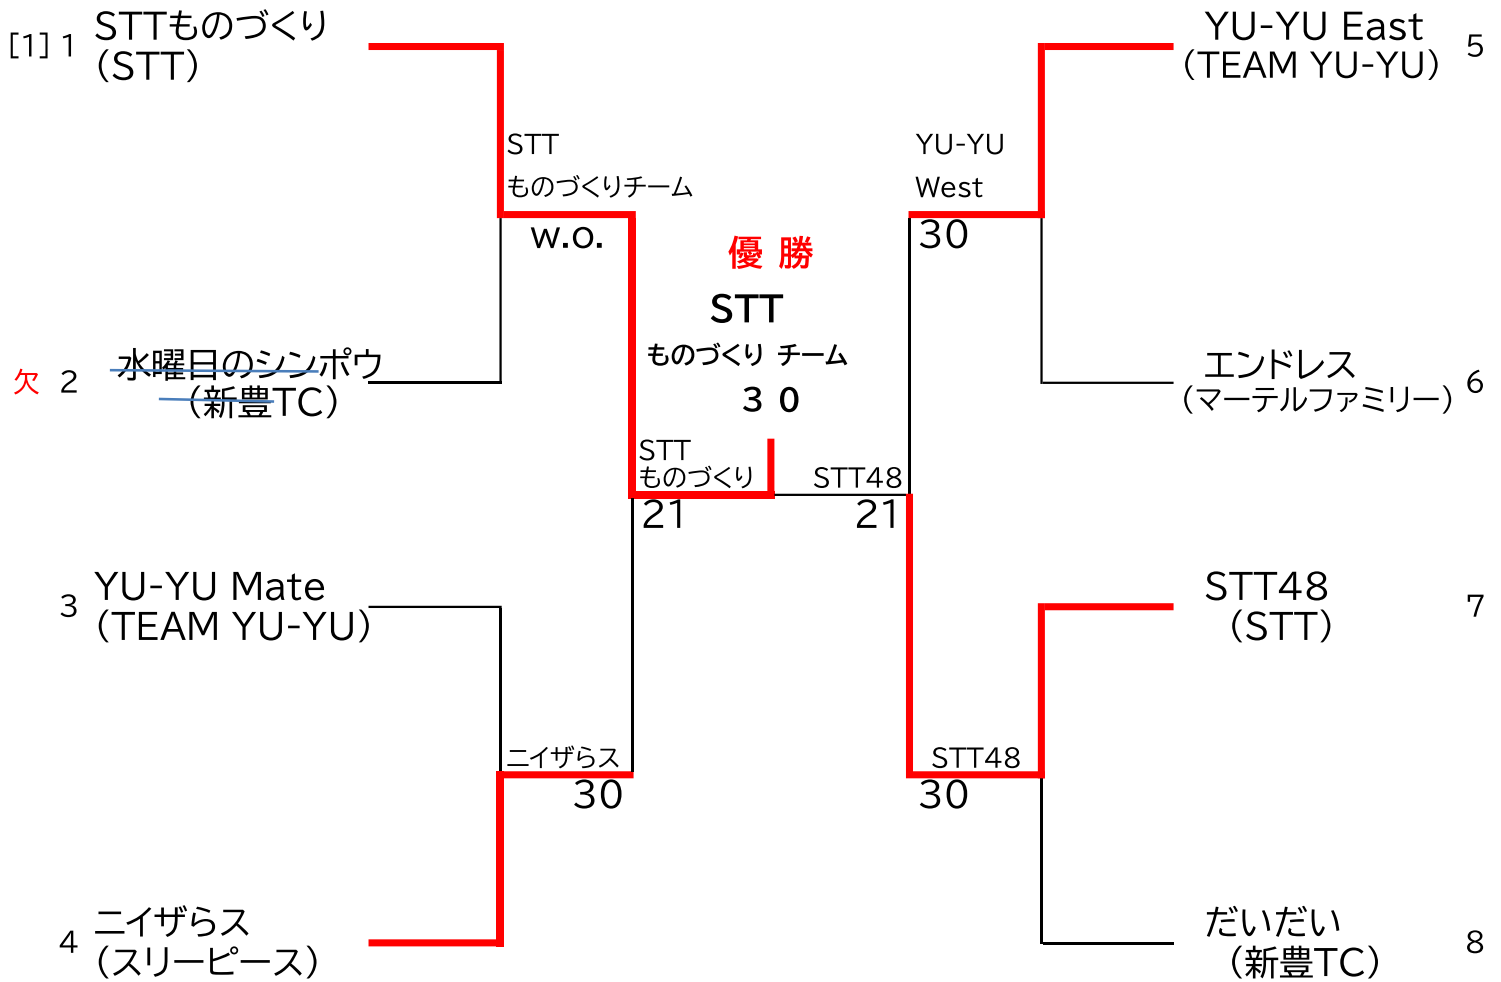 [1] 1 STTものづくり
(STT)
YU-YU East 5
(TEAM YU-YU)
STT
ものづくりチーム
w.o.
YU-YU
West
30
優 勝
STT
ものづくり チーム
3 0
欠 2 水曜日のシンポウ
(新豊TC)
エンドレス 6
(マーテルファミリー)
STT
ものづくり
21
STT48
21
3 YU-YU Mate
(TEAM YU-YU)
STT48 7
(STT)
ニイザらス
30
STT48
30
4 ニイザらス
(スリーピース)
だいだい 8
(新豊TC)